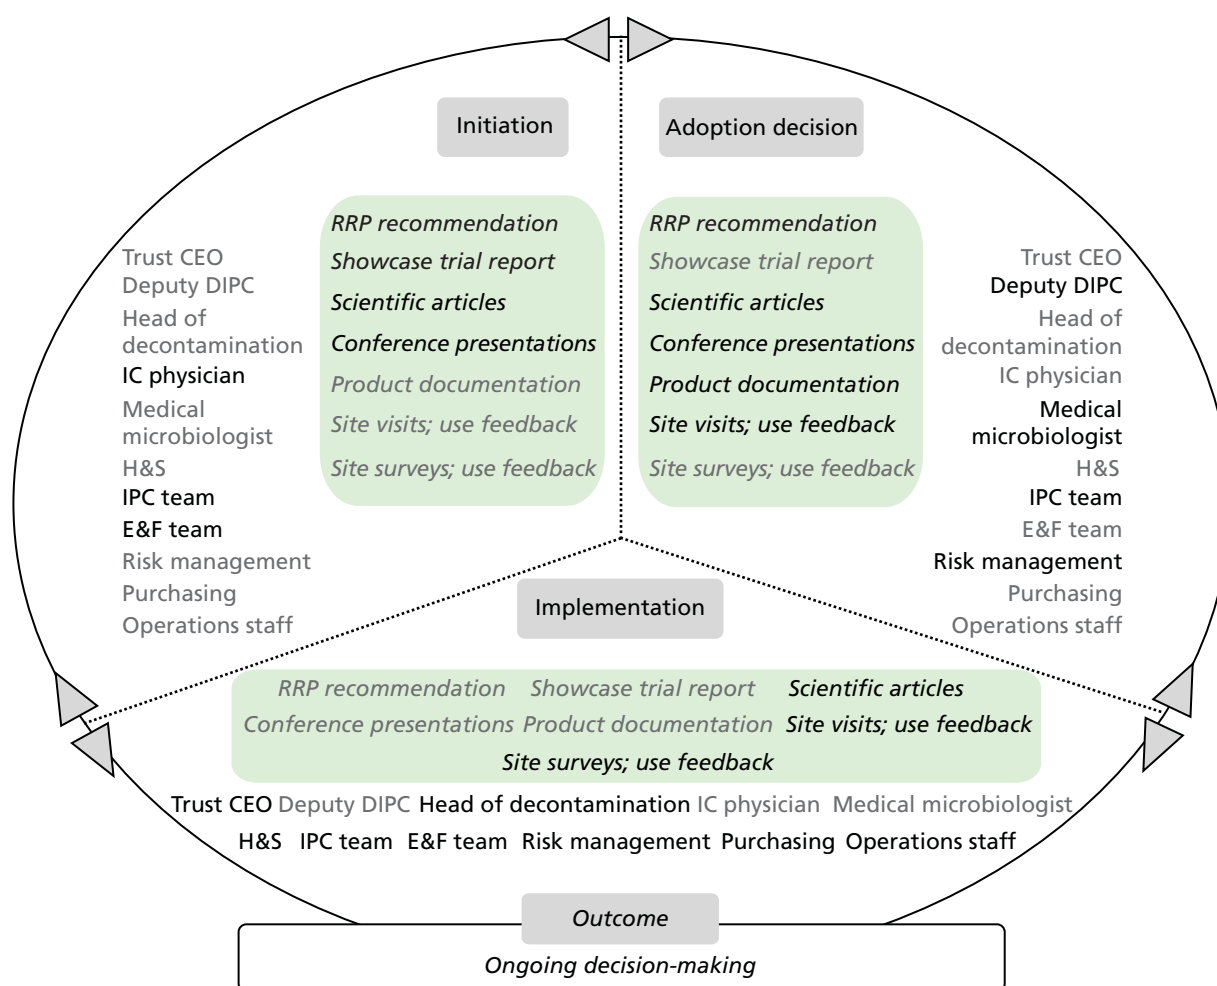 Initiation
Adoption decision
RRP recommendation
Showcase trial report
Scientific articles
Conference presentations
Product documentation
Site visits; use feedback
Site surveys; use feedback
RRP recommendation
Showcase trial report
Scientific articles
Conference presentations
Product documentation
Site visits; use feedback
Site surveys; use feedback
Trust CEO
Deputy DIPC
Head of
decontamination
IC physician
Medical
microbiologist
H&S
IPC team
E&F team
Risk management
Purchasing
Operations staff
Trust CEO
Deputy DIPC
Head of
decontamination
IC physician
Medical
microbiologist
H&S
IPC team
E&F team
Risk management
Purchasing
Operations staff
Implementation
RRP recommendation Showcase trial report Scientific articles
Conference presentations Product documentation Site visits; use feedback
Site surveys; use feedback
Trust CEO Deputy DIPC Head of decontamination IC physician Medical microbiologist
H&S IPC team E&F team Risk management Purchasing Operations staff
Outcome
Ongoing decision-making